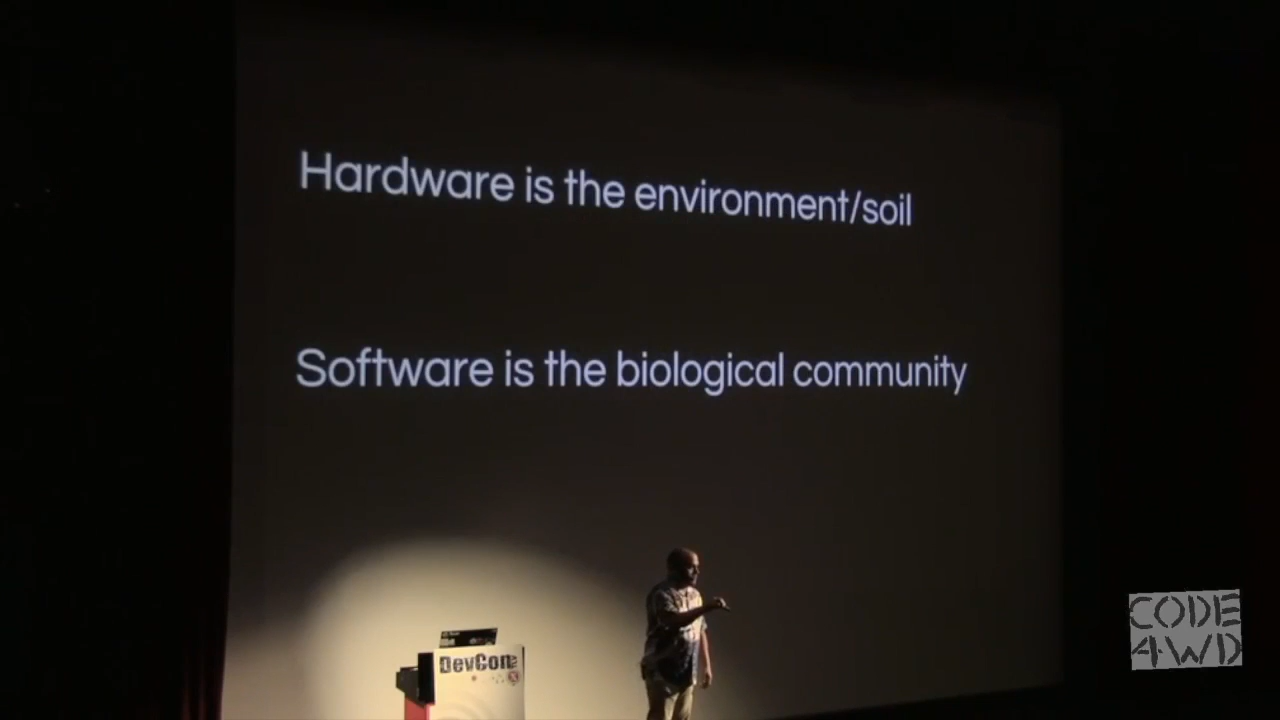 Hardware is the environment/soil
Software is the biological community
DevCon
CODE
4WD